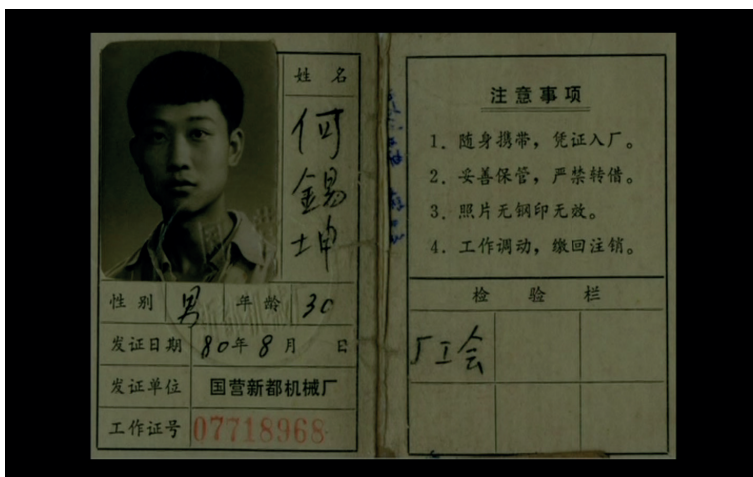 姓名
何錫坤
性别 男 年龄 30
发证日期 80年8月 日
发证单位 国营新都机械厂
工作证号 07718968
注意事项
1. 随身携带，凭证入厂。
2. 妥善保管，严禁转借。
3. 照片无钢印无效。
4. 工作调动，缴回注销。
检验栏
厂工会